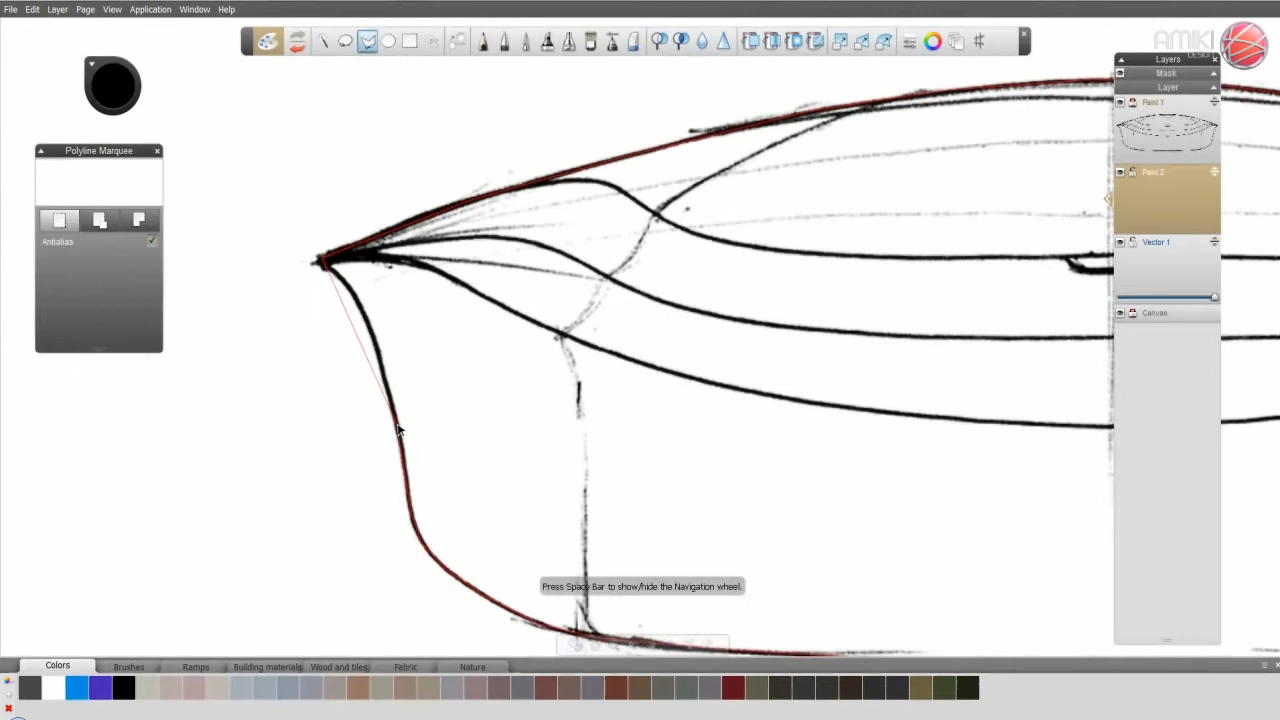 File Edit Layer Page View Application Window Help
AMKI
DESIGN
Layers
Mask
Layer
Paint 1
Paint 2
Vector 1
Canvas
Polyline Marquee
Antialias
Press Space Bar to show/hide the Navigation wheel.
Colors Brushes Ramps Building materials Wood and tiles Fabric Nature